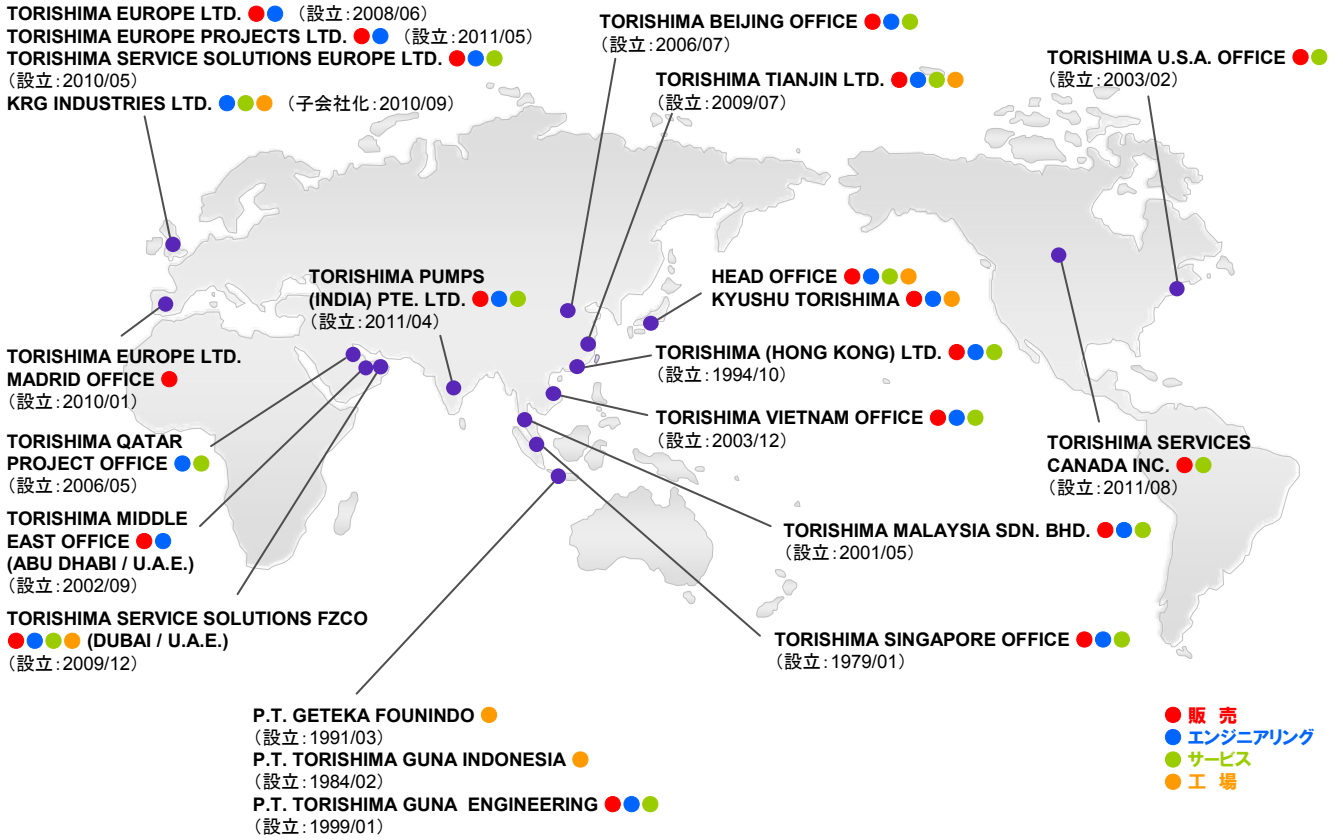 TORISHIMA EUROPE LTD. (設立:2008/06)
TORISHIMA EUROPE PROJECTS LTD. (設立:2011/05)
TORISHIMA SERVICE SOLUTIONS EUROPE LTD.
(設立:2010/05)
KRG INDUSTRIES LTD. (子会社化:2010/09)
TORISHIMA BEIJING OFFICE
(設立:2006/07)
TORISHIMA TIANJIN LTD.
(設立:2009/07)
TORISHIMA U.S.A. OFFICE
(設立:2003/02)
TORISHIMA PUMPS
(INDIA) PTE. LTD.
(設立:2011/04)
HEAD OFFICE
KYUSHU TORISHIMA
TORISHIMA EUROPE LTD.
MADRID OFFICE
(設立:2010/01)
TORISHIMA (HONG KONG) LTD.
(設立:1994/10)
TORISHIMA VIETNAM OFFICE
(設立:2003/12)
TORISHIMA QATAR
PROJECT OFFICE
(設立:2006/05)
TORISHIMA SERVICES
CANADA INC.
(設立:2011/08)
TORISHIMA MIDDLE
EAST OFFICE
(ABU DHABI / U.A.E.)
(設立:2002/09)
TORISHIMA MALAYSIA SDN. BHD.
(設立:2001/05)
TORISHIMA SERVICE SOLUTIONS FZCO
(DUBAI / U.A.E.)
(設立:2009/12)
TORISHIMA SINGAPORE OFFICE
(設立:1979/01)
P.T. GETEKA FOUNINDO
(設立:1991/03)
P.T. TORISHIMA GUNA INDONESIA
(設立:1984/02)
P.T. TORISHIMA GUNA ENGINEERING
(設立:1999/01)
販 売
エンジニアリング
サービス
工 場